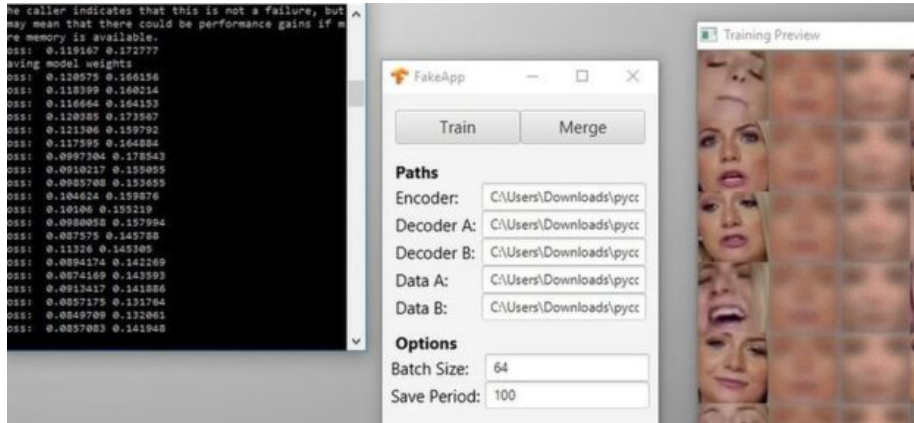 he caller indicates that this is not a failure, but
may mean that there could be performance gains if m
re memory is available.
oss: 0.119167 0.172777
aving model weights
oss: 0.120575 0.166156
oss: 0.118399 0.160214
oss: 0.116664 0.164153
oss: 0.120385 0.173567
oss: 0.121306 0.159792
oss: 0.117595 0.164884
oss: 0.0997304 0.178543
oss: 0.0910217 0.155055
oss: 0.0985708 0.153655
oss: 0.104624 0.159876
oss: 0.10106 0.155219
oss: 0.0980058 0.157994
oss: 0.087575 0.145788
oss: 0.11326 0.145305
oss: 0.0894174 0.142269
oss: 0.0874169 0.143593
oss: 0.0913417 0.141886
oss: 0.0857175 0.131764
oss: 0.0849709 0.132061
oss: 0.0857083 0.141948
FakeApp
Train Merge
Paths
Encoder: C:\Users\Downloads\pycc
Decoder A: C:\Users\Downloads\pycc
Decoder B: C:\Users\Downloads\pycc
Data A: C:\Users\Downloads\pycc
Data B: C:\Users\Downloads\pycc
Options
Batch Size: 64
Save Period: 100
Training Preview